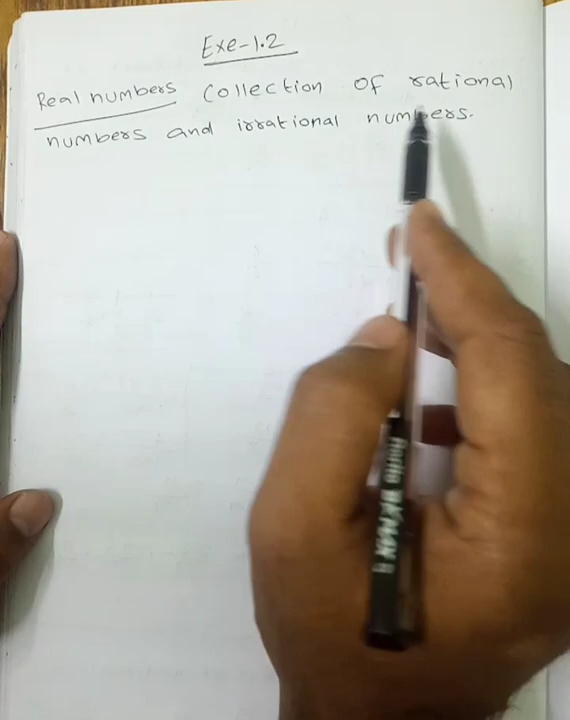 Exe-1.2
Real numbers Collection of rational
numbers and irrational numbers.